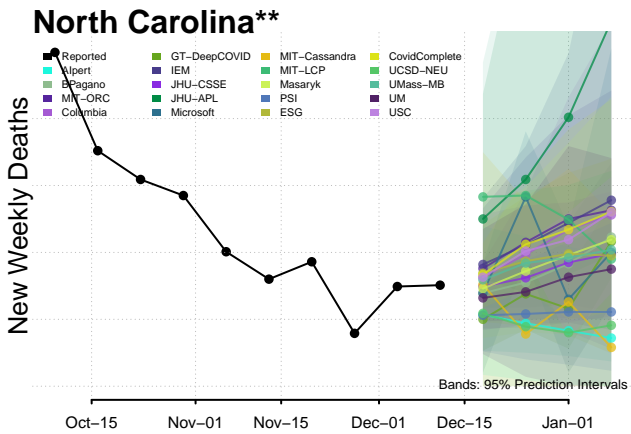 North Carolina**
Reported GT−DeepCOVID MIT−Cassandra CovidComplete
Alpert IEM MIT−LCP UCSD−NEU
BPagano JHU−CSSE Masaryk UMass−MB
MIT−ORC JHU−APL PSI UM
Columbia Microsoft ESG USC
New Weekly Deaths
Bands: 95% Prediction Intervals
Oct−15 Nov−01 Nov−15 Dec−01 Dec−15 Jan−01